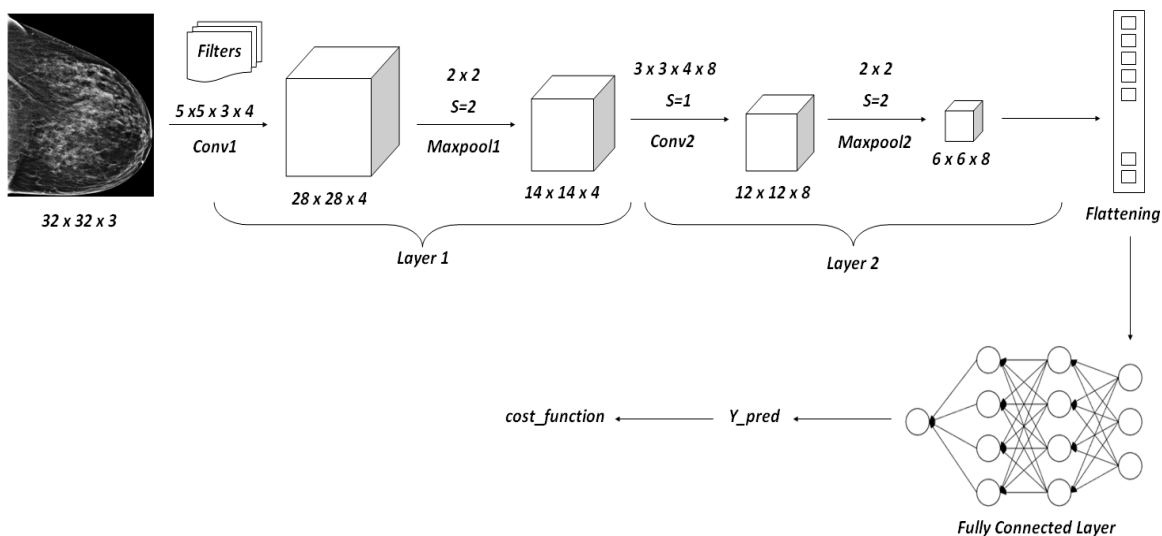 Filters
5 x5 x 3 x 4
Conv1
32 x 32 x 3
28 x 28 x 4
2 x 2
S=2
Maxpool1
14 x 14 x 4
Layer 1
3 x 3 x 4 x 8
S=1
Conv2
12 x 12 x 8
2 x 2
S=2
Maxpool2
6 x 6 x 8
Layer 2
Flattening
cost_function
Y_pred
Fully Connected Layer